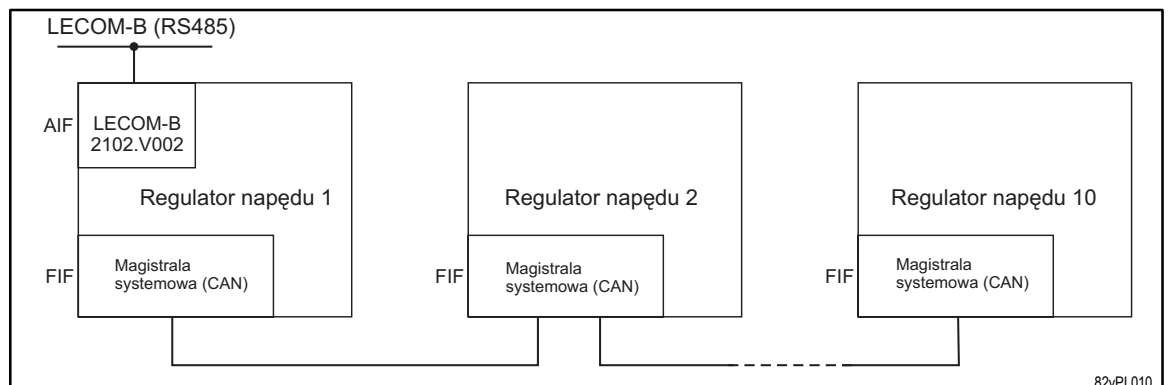 LECOM-B (RS485)
AIF
LECOM-B
2102.V002
Regulator napędu 1
Regulator napędu 2
Regulator napędu 10
FIF
Magistrala
systemowa (CAN)
FIF
Magistrala
systemowa (CAN)
FIF
Magistrala
systemowa (CAN)
82vPL010